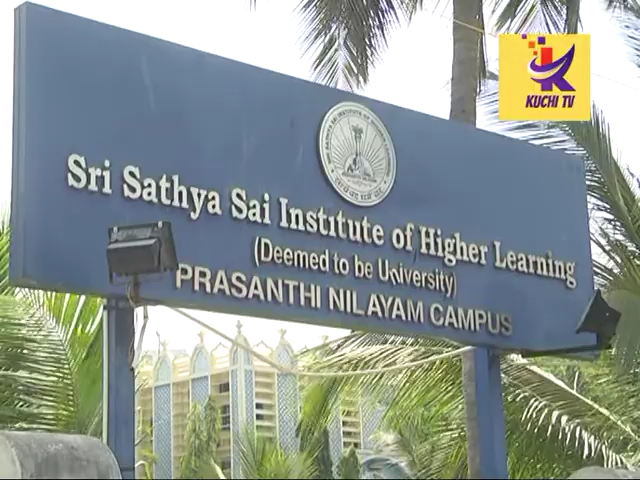 KUCHI TV
Sri Sathya Sai Institute of Higher Learning
(Deemed to be University)
PRASANTHI NILAYAM CAMPUS